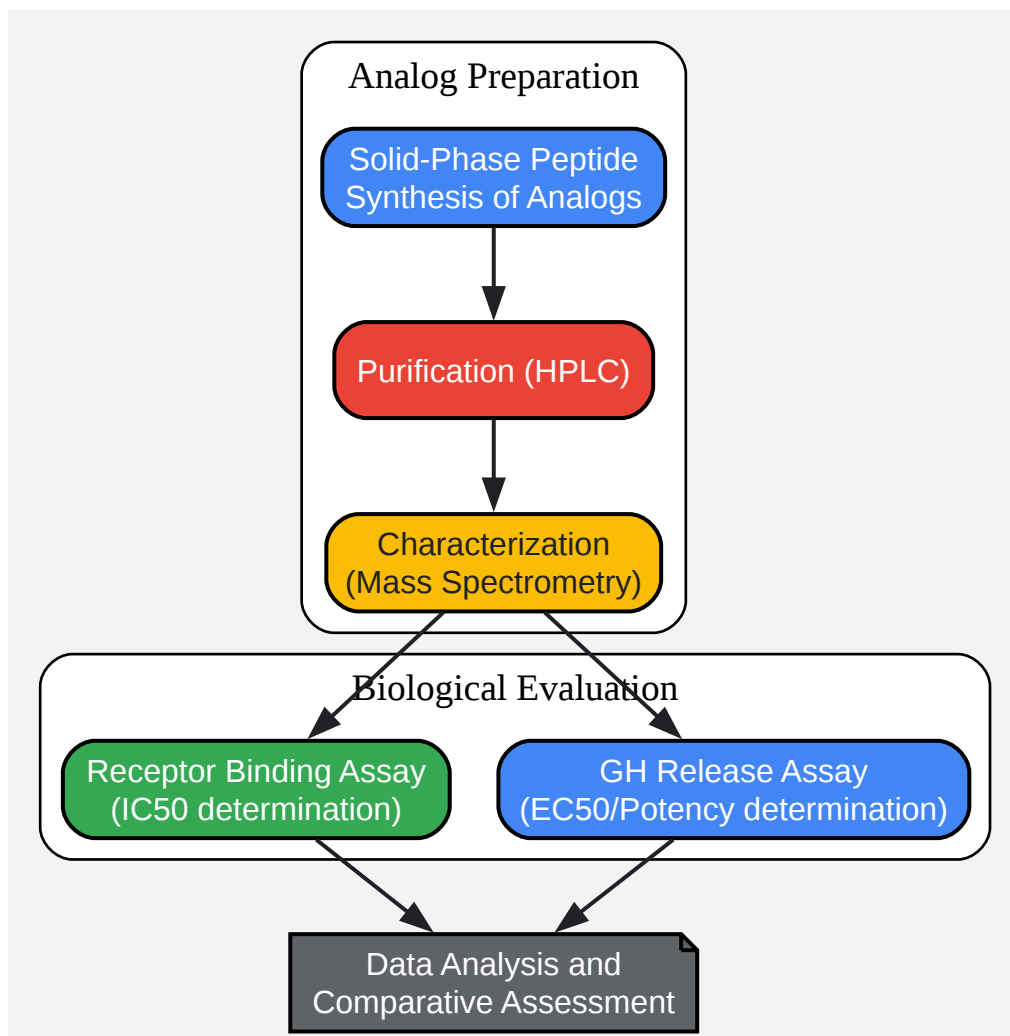 Analog Preparation
Solid-Phase Peptide
Synthesis of Analogs
Purification (HPLC)
Characterization
(Mass Spectrometry)
Biological Evaluation
Receptor Binding Assay
(IC50 determination)
GH Release Assay
(EC50/Potency determination)
Data Analysis and
Comparative Assessment